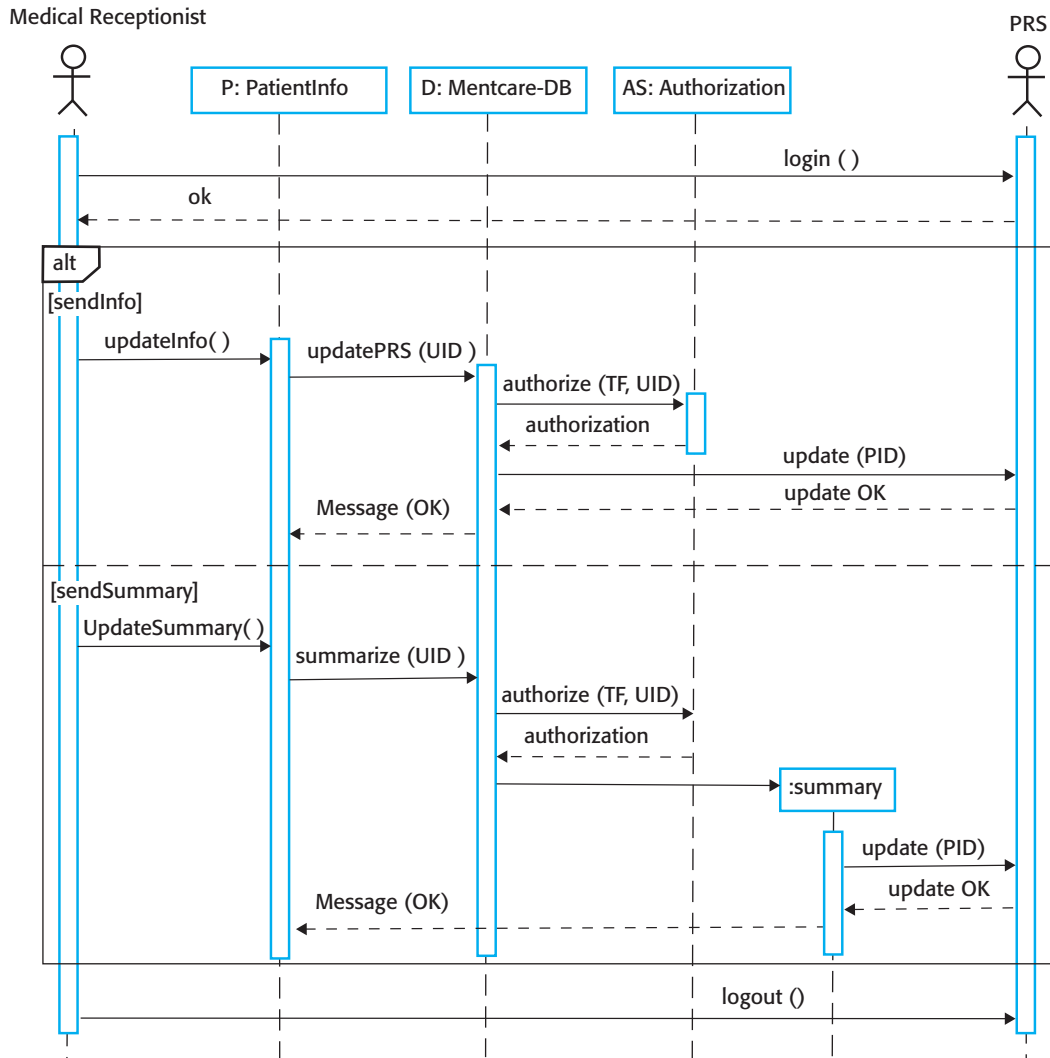 Medical Receptionist
PRS
P: PatientInfo
D: Mentcare-DB
AS: Authorization
login ( )
ok
alt
[sendInfo]
updateInfo( )
updatePRS (UID )
authorize (TF, UID)
authorization
update (PID)
update OK
Message (OK)
[sendSummary]
UpdateSummary( )
summarize (UID )
authorize (TF, UID)
authorization
:summary
update (PID)
update OK
Message (OK)
logout ()